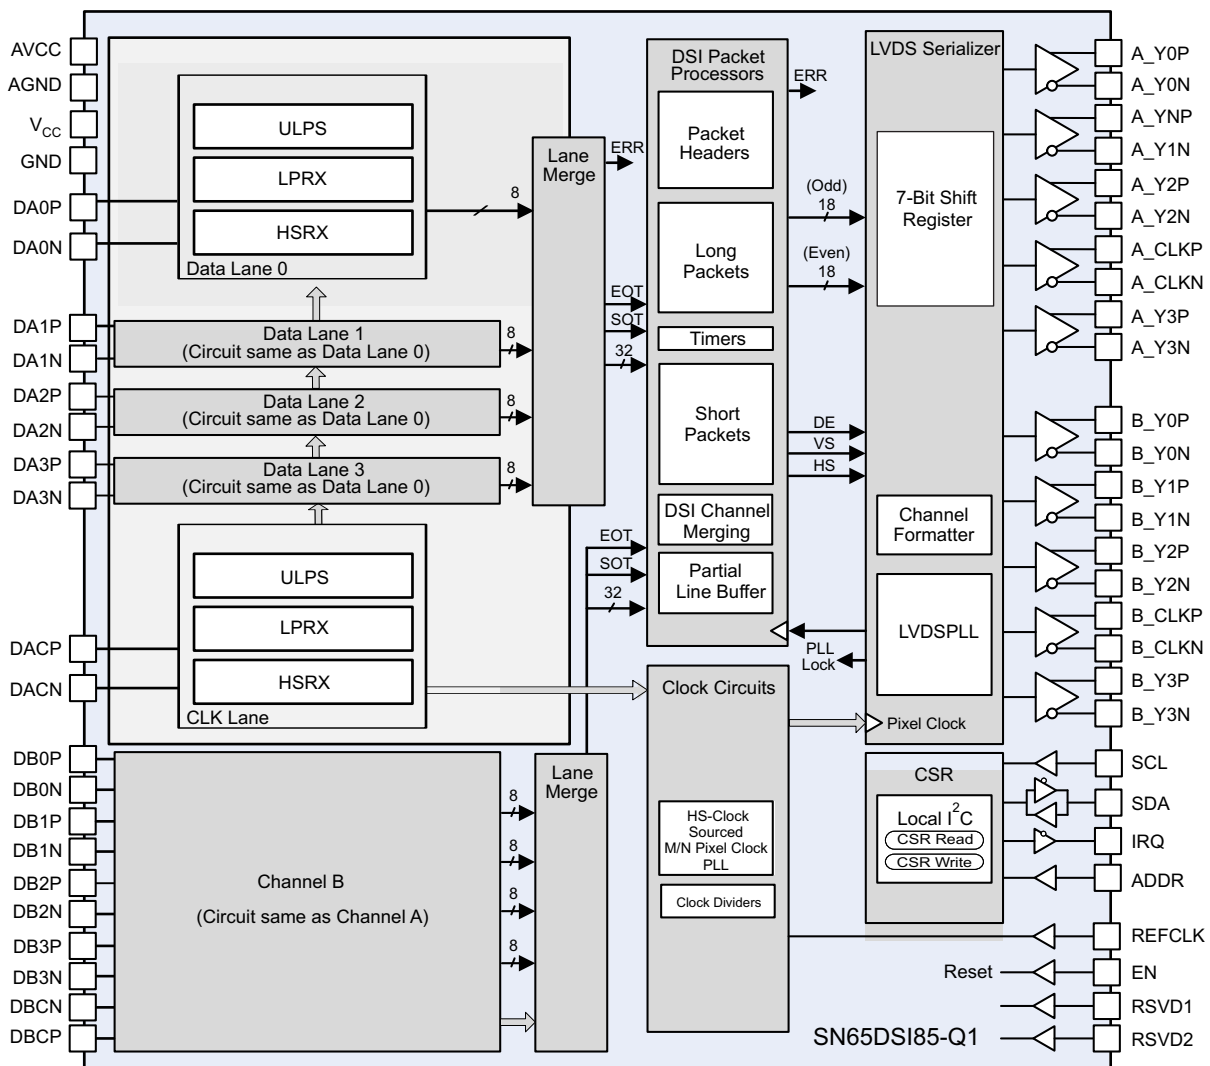 AVCC
AGND
VCC
GND
DA0P
DA0N
DA1P
DA1N
DA2P
DA2N
DA3P
DA3N
DACP
DACN
DB0P
DB0N
DB1P
DB1N
DB2P
DB2N
DB3P
DB3N
DBCN
DBCP
ULPS
LPRX
HSRX
Data Lane 0
8
Data Lane 1
(Circuit same as Data Lane 0)
8
Data Lane 2
(Circuit same as Data Lane 0)
8
Data Lane 3
(Circuit same as Data Lane 0)
8
ULPS
LPRX
HSRX
CLK Lane
Channel B
(Circuit same as Channel A)
8
8
8
8
Lane
Merge
ERR
EOT
SOT
32
Lane
Merge
EOT
SOT
32
DSI Packet
Processors
Packet
Headers
Long
Packets
Timers
Short
Packets
DSI Channel
Merging
Partial
Line Buffer
ERR
(Odd)
18
(Even)
18
DE
VS
HS
PLL
Lock
Clock Circuits
HS-Clock
Sourced
M/N Pixel Clock
PLL
Clock Dividers
LVDS Serializer
7-Bit Shift
Register
Channel
Formatter
LVDSPLL
Pixel Clock
CSR
Local I2C
CSR Read
CSR Write
Reset
SN65DSI85-Q1
A_Y0P
A_Y0N
A_YNP
A_Y1N
A_Y2P
A_Y2N
A_CLKP
A_CLKN
A_Y3P
A_Y3N
B_Y0P
B_Y0N
B_Y1P
B_Y1N
B_Y2P
B_Y2N
B_CLKP
B_CLKN
B_Y3P
B_Y3N
SCL
SDA
IRQ
ADDR
REFCLK
EN
RSVD1
RSVD2